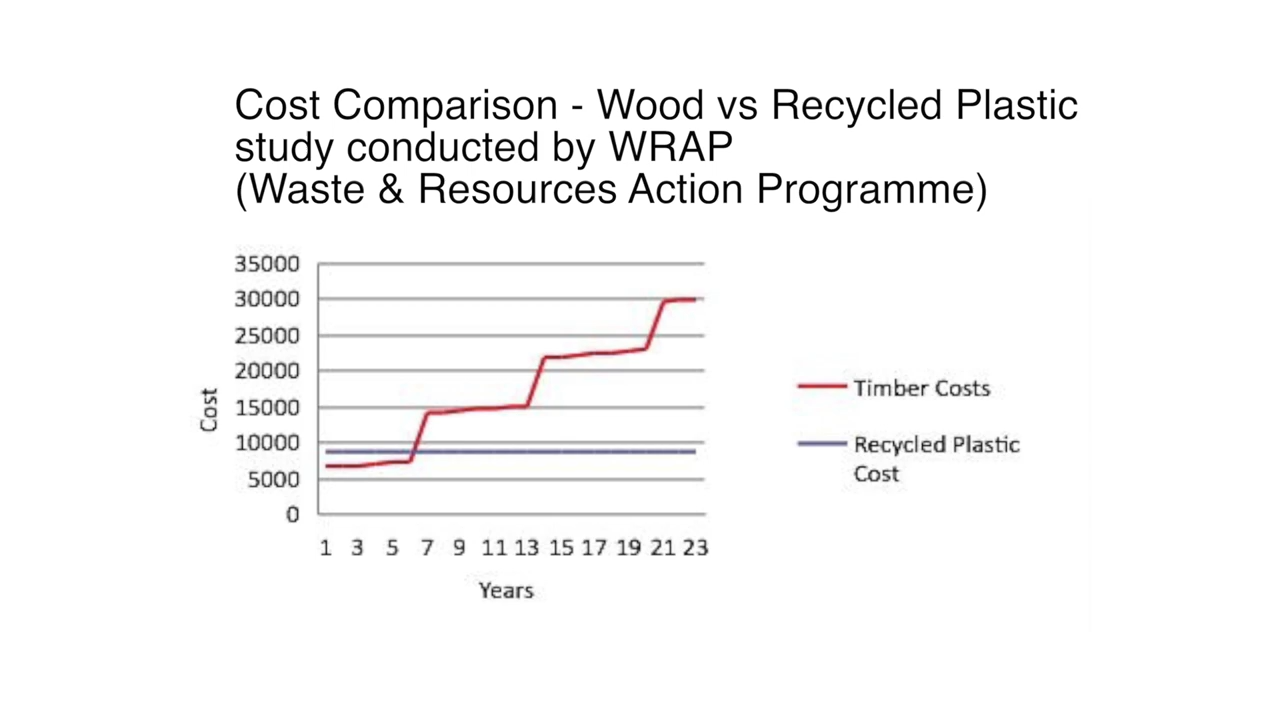 Cost Comparison - Wood vs Recycled Plastic
study conducted by WRAP
(Waste & Resources Action Programme)
35000
30000
25000
20000
15000
10000
5000
0
Cost
1 3 5 7 9 11 13 15 17 19 21 23
Years
Timber Costs
Recycled Plastic
Cost